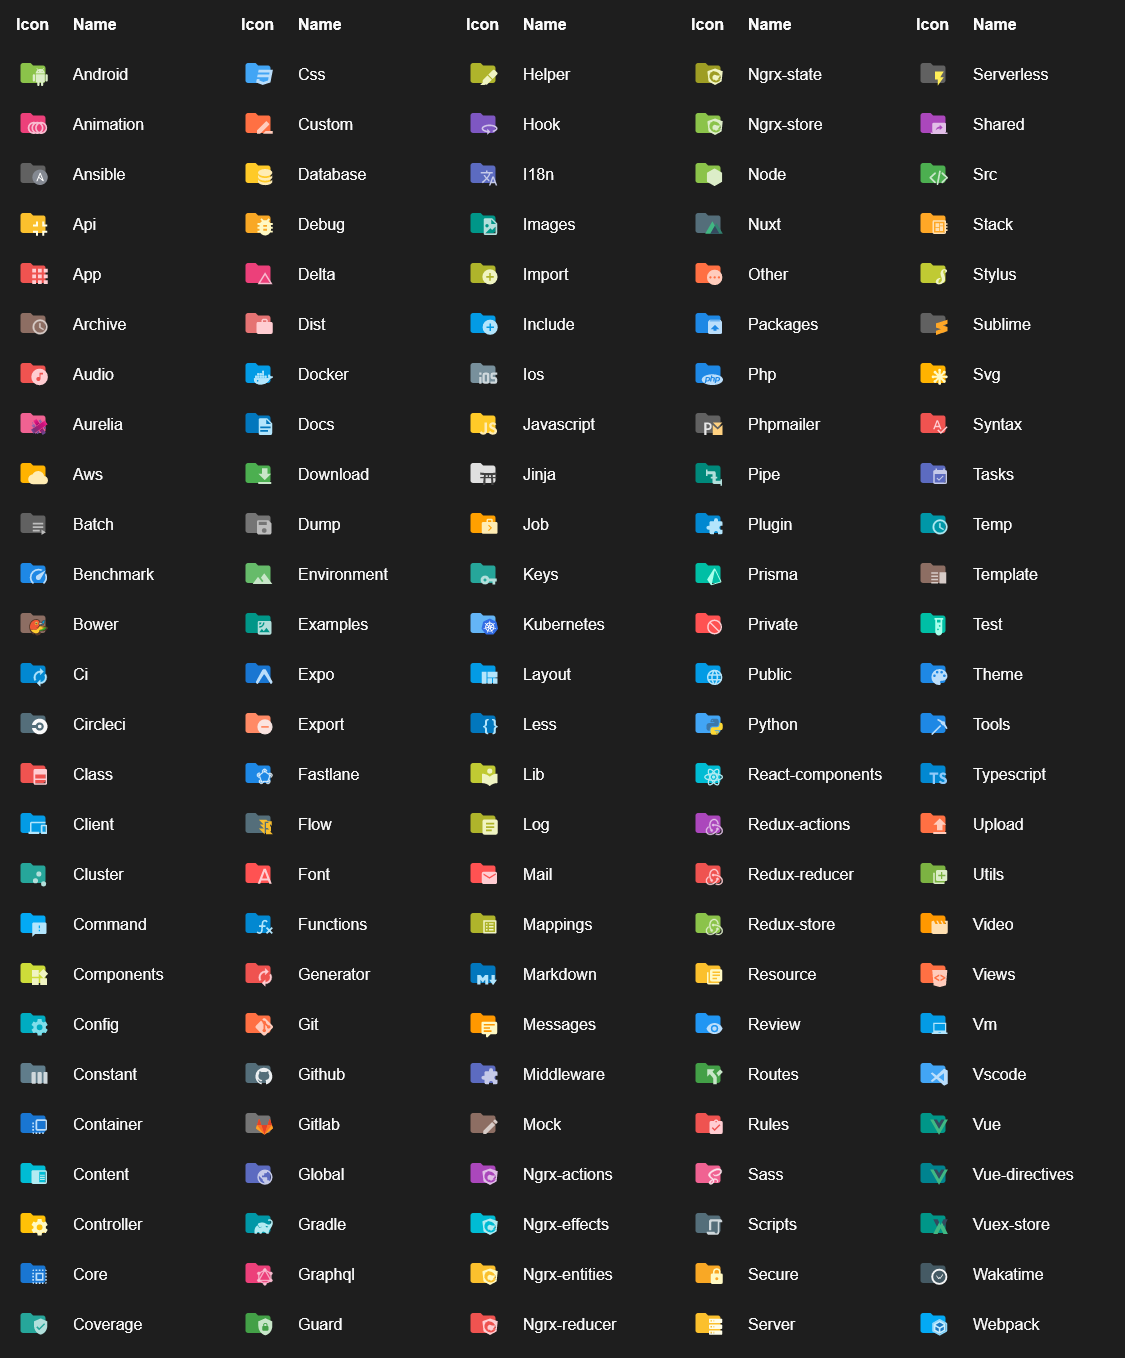 Icon Name Icon Name Icon Name Icon Name Icon Name
Android Css Helper Ngrx-state Serverless
Animation Custom Hook Ngrx-store Shared
Ansible Database I18n Node Src
Api Debug Images Nuxt Stack
App Delta Import Other Stylus
Archive Dist Include Packages Sublime
Audio Docker Ios Php Svg
Aurelia Docs Javascript Phpmailer Syntax
Aws Download Jinja Pipe Tasks
Batch Dump Job Plugin Temp
Benchmark Environment Keys Prisma Template
Bower Examples Kubernetes Private Test
Ci Expo Layout Public Theme
Circleci Export Less Python Tools
Class Fastlane Lib React-components Typescript
Client Flow Log Redux-actions Upload
Cluster Font Mail Redux-reducer Utils
Command Functions Mappings Redux-store Video
Components Generator Markdown Resource Views
Config Git Messages Review Vm
Constant Github Middleware Routes Vscode
Container Gitlab Mock Rules Vue
Content Global Ngrx-actions Sass Vue-directives
Controller Gradle Ngrx-effects Scripts Vuex-store
Core Graphql Ngrx-entities Secure Wakatime
Coverage Guard Ngrx-reducer Server Webpack